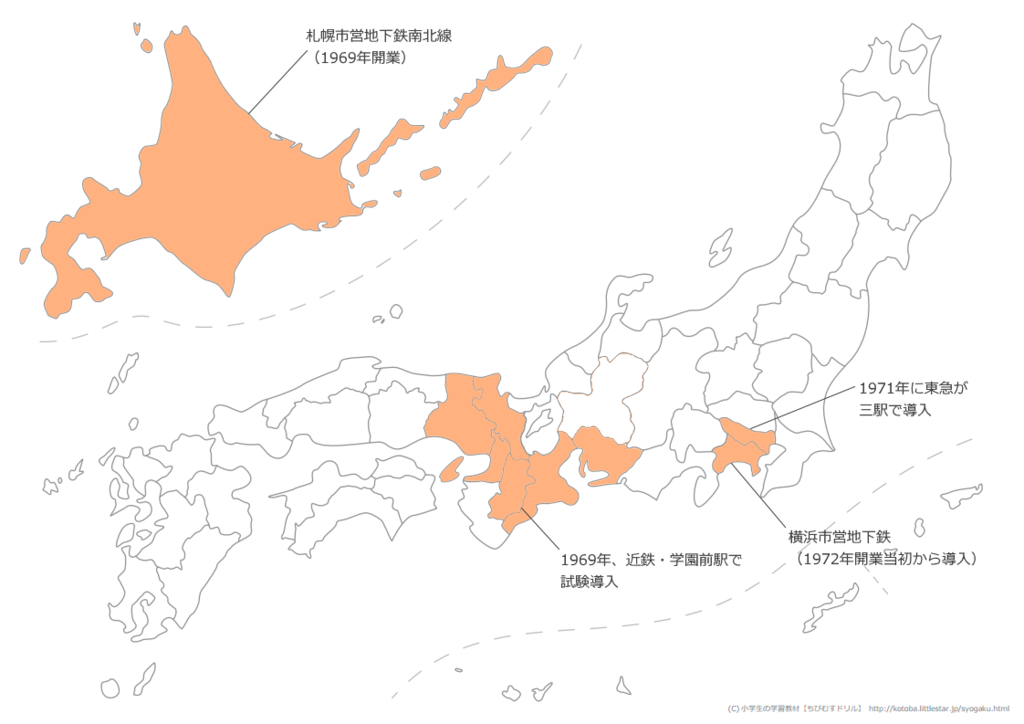 札幌市営地下鉄南北線
（1969年開業）
1971年に東急が
三駅で導入
横浜市営地下鉄
（1972年開業当初から導入）
1969年、近鉄・学園前駅で
試験導入
(C) 小学生の学習教材【ちびむすドリル】 http://kotoba.littlestar.jp/syogaku.html